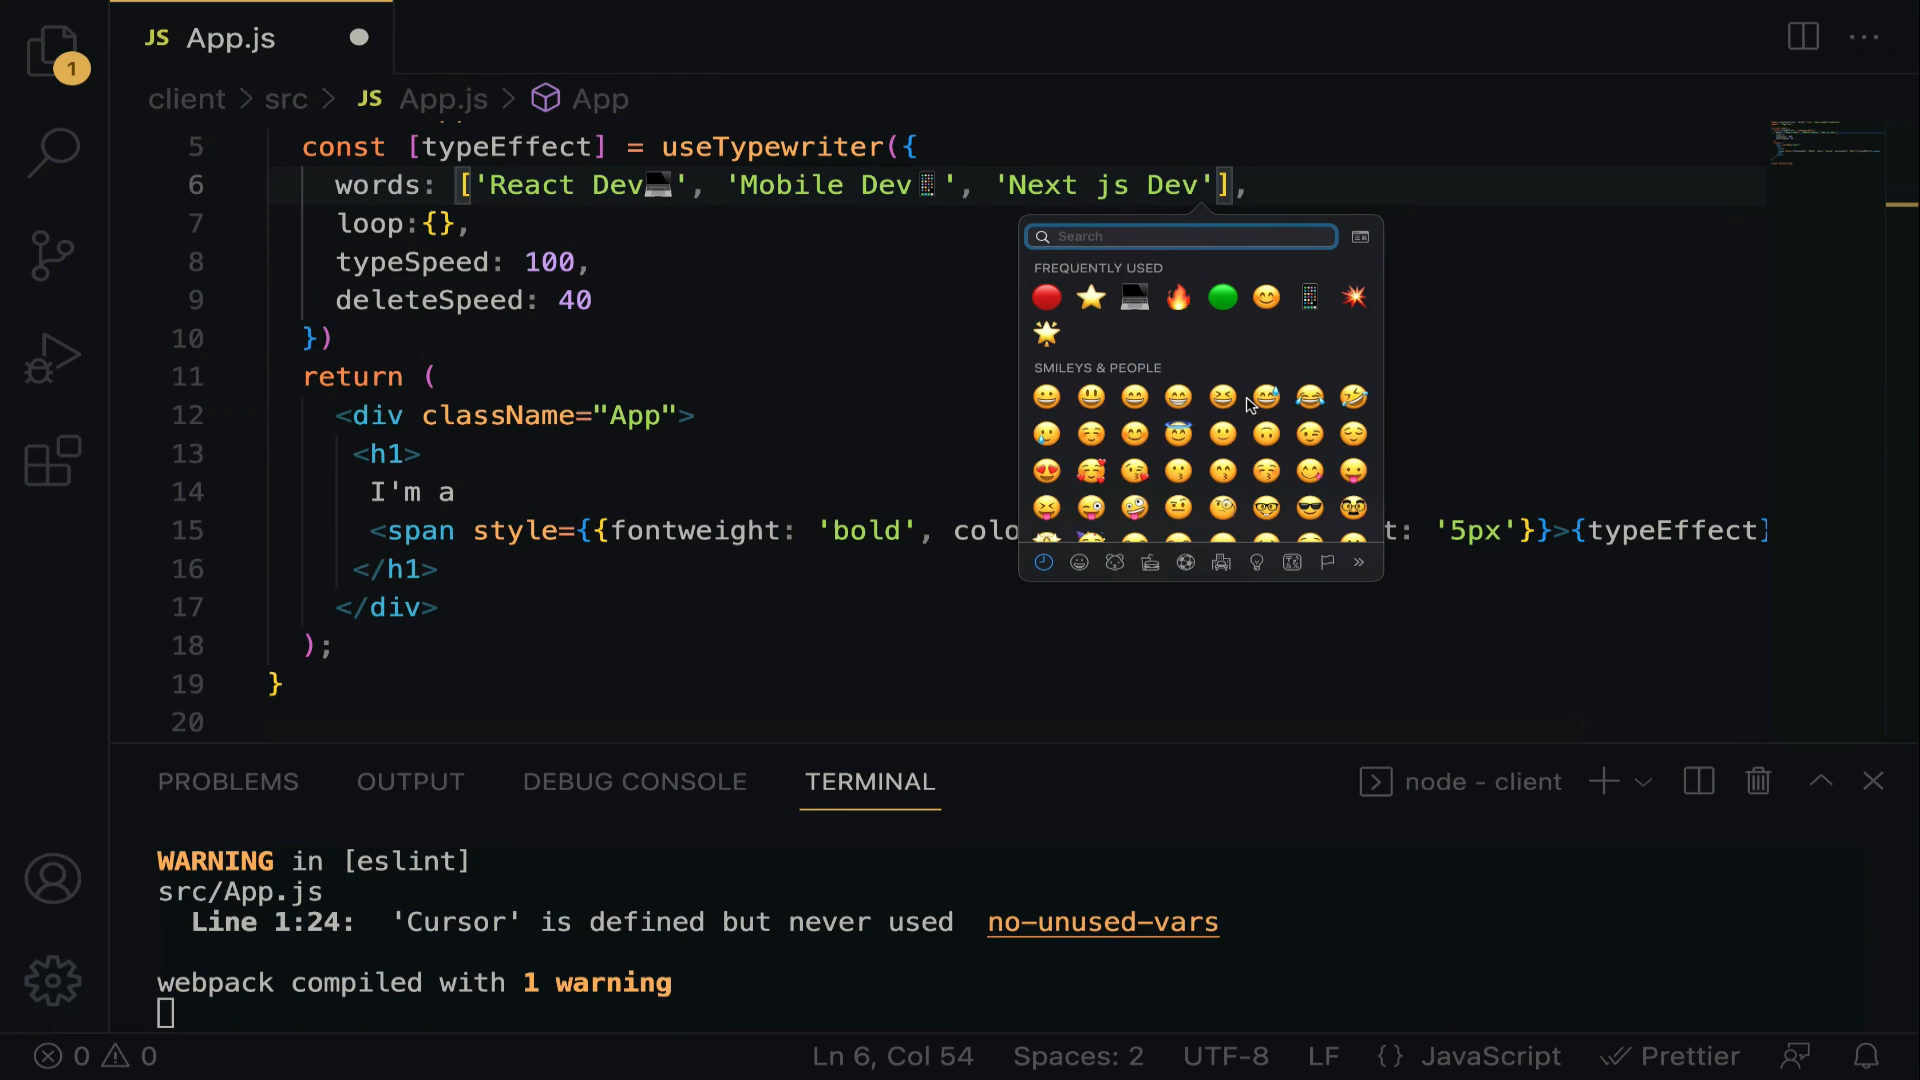 JS App.js
1
client > src > JS App.js > App
5 const [typeEffect] = useTypewriter({
6 words: ['React Dev💻', 'Mobile Dev📱', 'Next js Dev'],
7 loop:{},
8 typeSpeed: 100,
9 deleteSpeed: 40
10 })
11 return (
12 <div className="App">
13 <h1>
14 I'm a
15 <span style={{fontweight: 'bold', colo t: '5px'}}>{typeEffect}
16 </h1>
17 </div>
18 );
19 }
20
Search
FREQUENTLY USED
SMILEYS & PEOPLE
PROBLEMS OUTPUT DEBUG CONSOLE TERMINAL node - client
WARNING in [eslint]
src/App.js
Line 1:24: 'Cursor' is defined but never used no-unused-vars
webpack compiled with 1 warning
0 0 Ln 6, Col 54 Spaces: 2 UTF-8 LF {} JavaScript Prettier